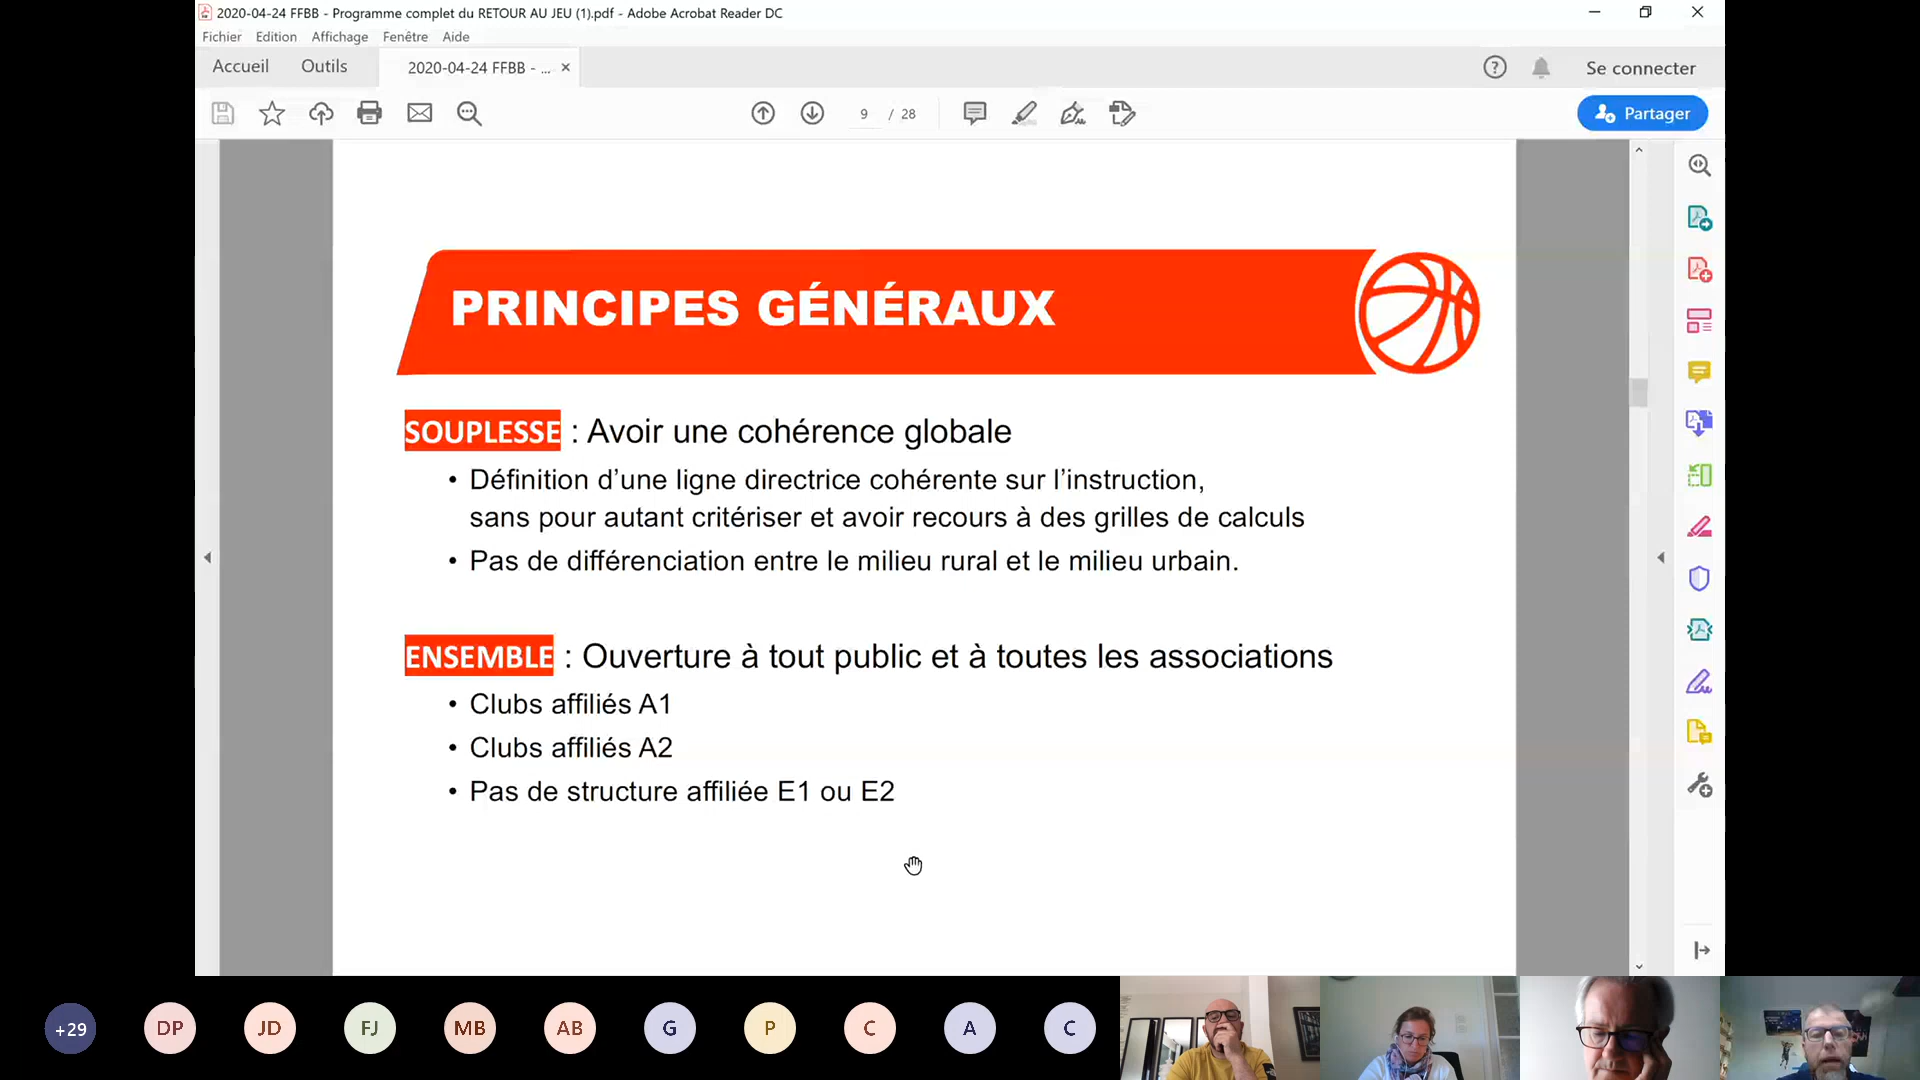 2020-04-24 FFBB - Programme complet du RETOUR AU JEU (1).pdf - Adobe Acrobat Reader DC
Fichier Edition Affichage Fenêtre Aide
Accueil Outils 2020-04-24 FFBB - ... × Se connecter
9 / 28 Partager
PRINCIPES GÉNÉRAUX
SOUPLESSE : Avoir une cohérence globale
• Définition d’une ligne directrice cohérente sur l’instruction,
sans pour autant critériser et avoir recours à des grilles de calculs
• Pas de différenciation entre le milieu rural et le milieu urbain.
ENSEMBLE : Ouverture à tout public et à toutes les associations
• Clubs affiliés A1
• Clubs affiliés A2
• Pas de structure affiliée E1 ou E2
+29 DP JD FJ MB AB G P C A C